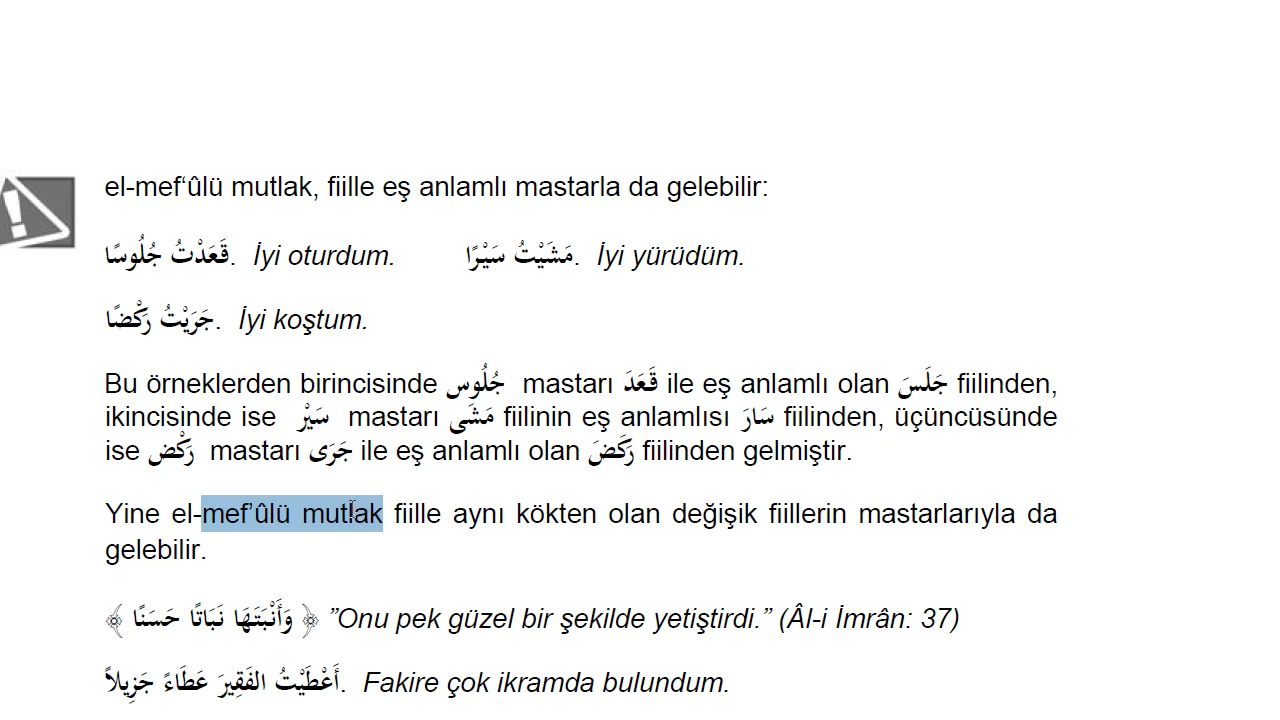 el-mef‘ûlü mutlak, fiille eş anlamlı mastarla da gelebilir:
قَعَدْتُ جُلُوسًا. İyi oturdum. مَشَيْتُ سَيْرًا. İyi yürüdüm.
جَرَيْتُ رَكْضًا. İyi koştum.
Bu örneklerden birincisinde جُلُوس mastarı قَعَدَ ile eş anlamlı olan جَلَسَ fiilinden,
ikincisinde ise سَيْر mastarı مَشَى fiilinin eş anlamlısı سَارَ fiilinden, üçüncüsünde
ise رَكْض mastarı جَرَى ile eş anlamlı olan رَكَضَ fiilinden gelmiştir.
Yine el-mef’ûlü mutlak fiille aynı kökten olan değişik fiillerin mastarlarıyla da
gelebilir.
﴿ وَأَنْبَتَهَا نَبَاتًا حَسَنًا ﴾ ”Onu pek güzel bir şekilde yetiştirdi.” (Âl-i İmrân: 37)
أَعْطَيْتُ الفَقِيرَ عَطَاءً جَزِيلاً. Fakire çok ikramda bulundum.